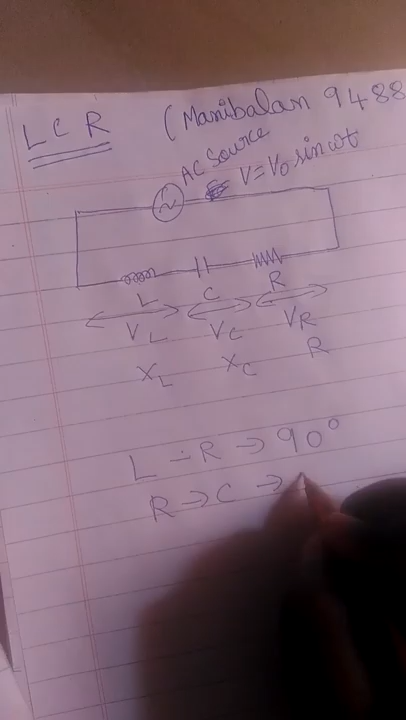 LCR (Manibalan 9488
AC Source V=V₀ sin ωt
L C R
V_L V_C V_R
X_L X_C R
L → R → 90°
R → C →